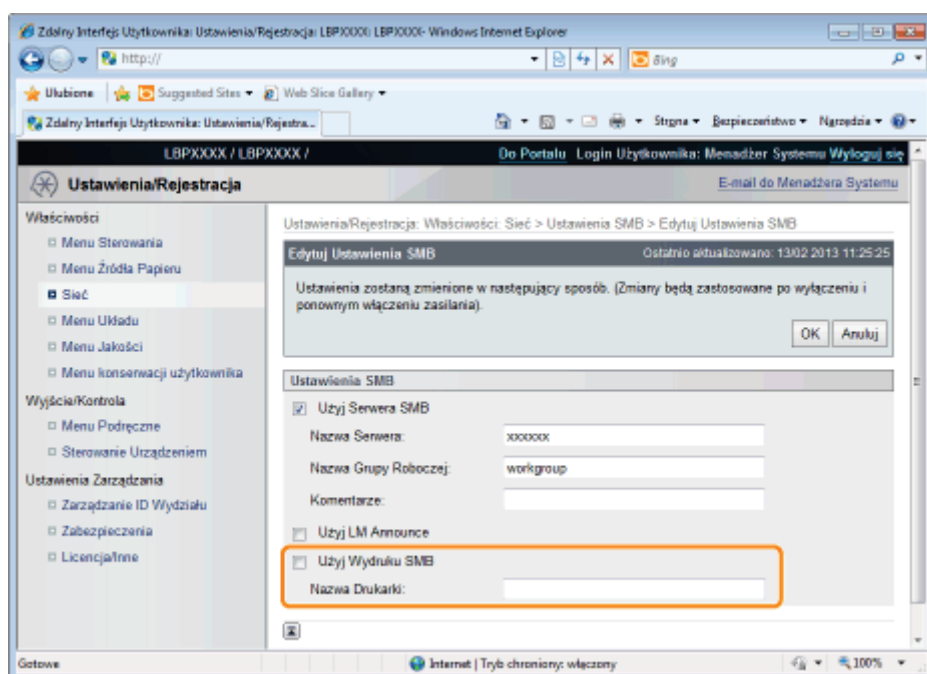 Zdalny Interfejs Użytkownika: Ustawienia/Rejestracja: LBPXXXX: LBPXXXX- Windows Internet Explorer
http://
Bing
Ulubione Suggested Sites Web Slice Gallery
Zdalny Interfejs Użytkownika: Ustawienia/Rejestra...
Strona Bezpieczeństwo Narzędzia
LBPXXXX / LBPXXXX /
Do Portalu Login Użytkownika: Menadżer Systemu Wyloguj się
Ustawienia/Rejestracja
E-mail do Menadżera Systemu
Właściwości
Menu Sterowania
Menu Źródła Papieru
Sieć
Menu Układu
Menu Jakości
Menu konserwacji użytkownika
Wyjście/Kontrola
Menu Podręczne
Sterowanie Urządzeniem
Ustawienia Zarządzania
Zarządzanie ID Wydziału
Zabezpieczenia
Licencja/Inne
Ustawienia/Rejestracja: Właściwości: Sieć > Ustawienia SMB > Edytuj Ustawienia SMB
Edytuj Ustawienia SMB
Ostatnio aktualizowano: 13/02 2013 11:25:25
Ustawienia zostaną zmienione w następujący sposób. (Zmiany będą zastosowane po wyłączeniu i
ponownym włączeniu zasilania).
OK Anuluj
Ustawienia SMB
Użyj Serwera SMB
Nazwa Serwera: xxxxxx
Nazwa Grupy Roboczej: workgroup
Komentarze:
Użyj LM Announce
Użyj Wydruku SMB
Nazwa Drukarki:
Gotowe
Internet | Tryb chroniony: włączony
100%